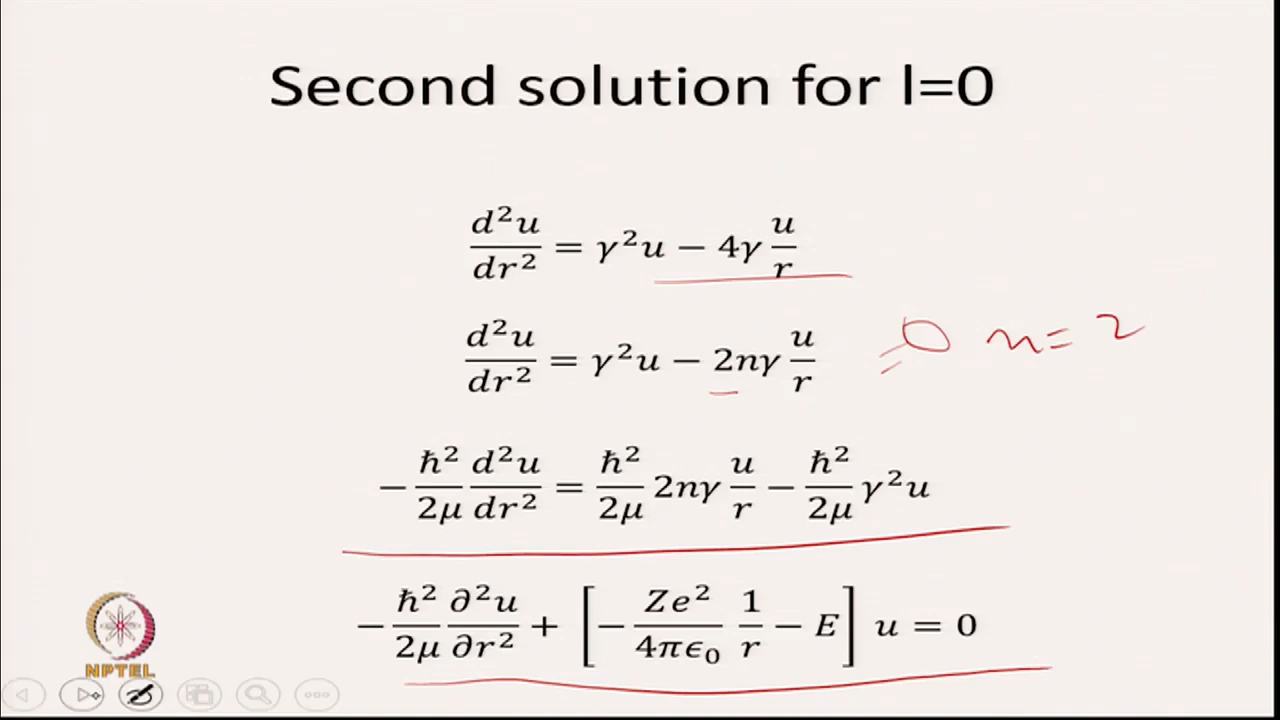 Second solution for l=0
d²u/dr² = γ²u − 4γ u/r
d²u/dr² = γ²u − 2nγ u/r
n = 2
−ħ²/2μ d²u/dr² = ħ²/2μ 2nγ u/r − ħ²/2μ γ²u
−ħ²/2μ ∂²u/∂r² + [−Ze²/4πϵ₀ 1/r − E] u = 0
NPTEL